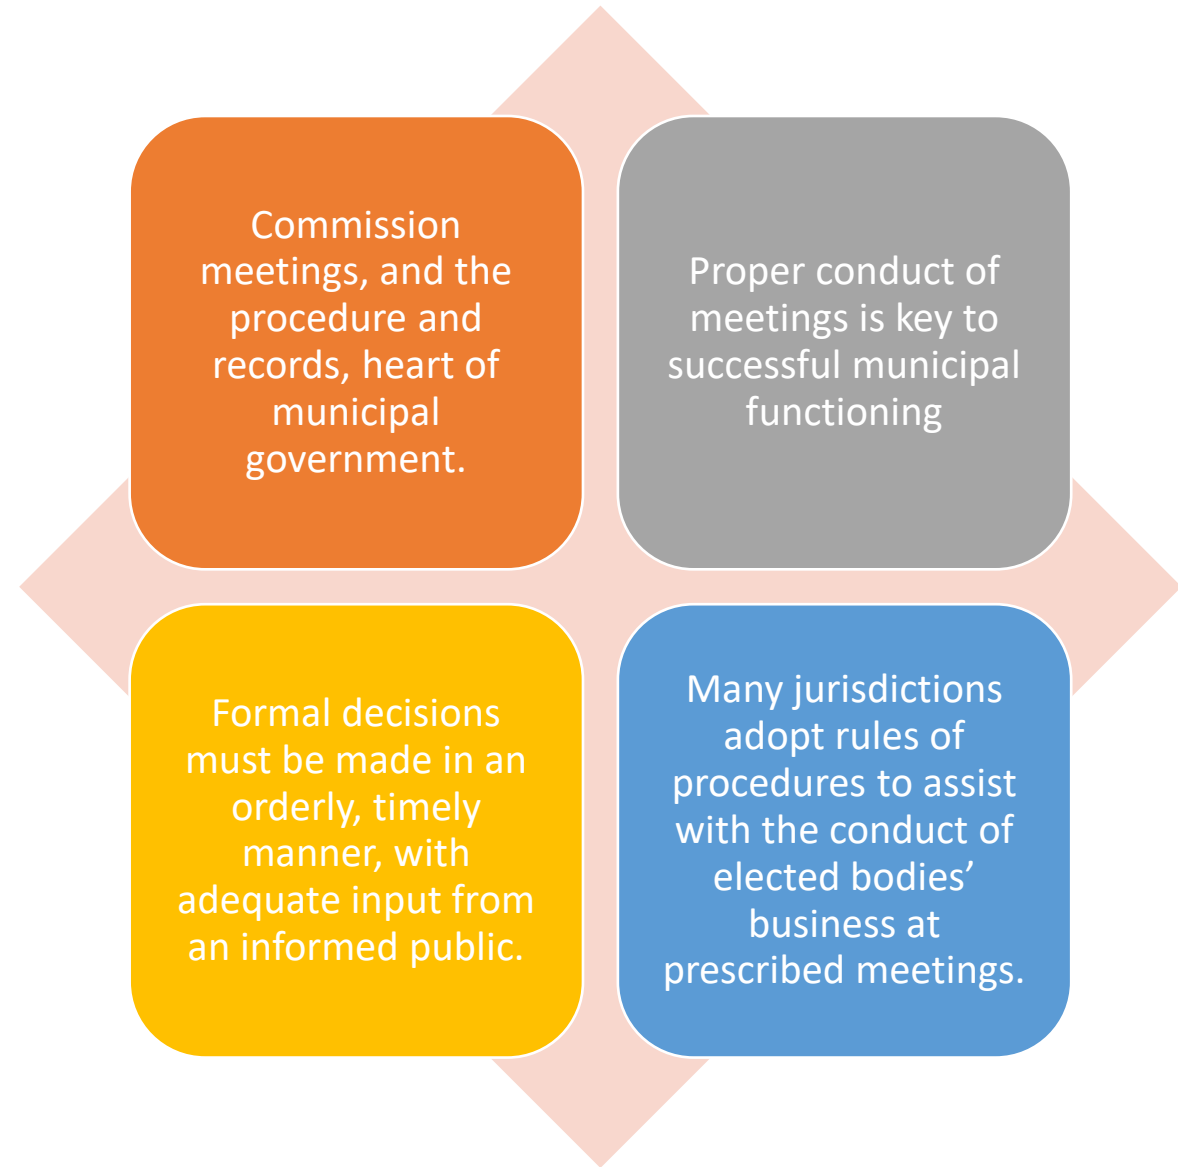 Commission
meetings, and the
procedure and
records, heart of
municipal
government.
Proper conduct of
meetings is key to
successful municipal
functioning
Formal decisions
must be made in an
orderly, timely
manner, with
adequate input from
an informed public.
Many jurisdictions
adopt rules of
procedures to assist
with the conduct of
elected bodies’
business at
prescribed meetings.